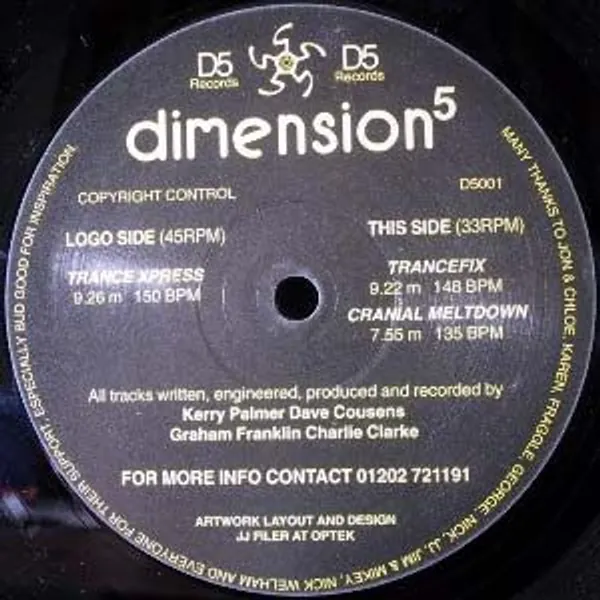 D5
Records
D5
Records
dimension5
COPYRIGHT CONTROL
D5001
LOGO SIDE (45RPM)
TRANCE XPRESS
9.26 m 150 BPM
THIS SIDE (33RPM)
TRANCEFIX
9.22 m 148 BPM
CRANIAL MELTDOWN
7.55 m 135 BPM
All tracks written, engineered, produced and recorded by
Kerry Palmer Dave Cousens
Graham Franklin Charlie Clarke
FOR MORE INFO CONTACT 01202 721191
ARTWORK LAYOUT AND DESIGN
JJ FILER AT OPTEK
MANY THANKS TO JON & CHLOE, KAREN, FRAGGLE, GEORGE, NICK, JJ, JIM & MIKEY, NICK WELHAM AND EVERYONE FOR THEIR SUPPORT. ESPECIALLY BUD GOOD FOR INSPIRATION.